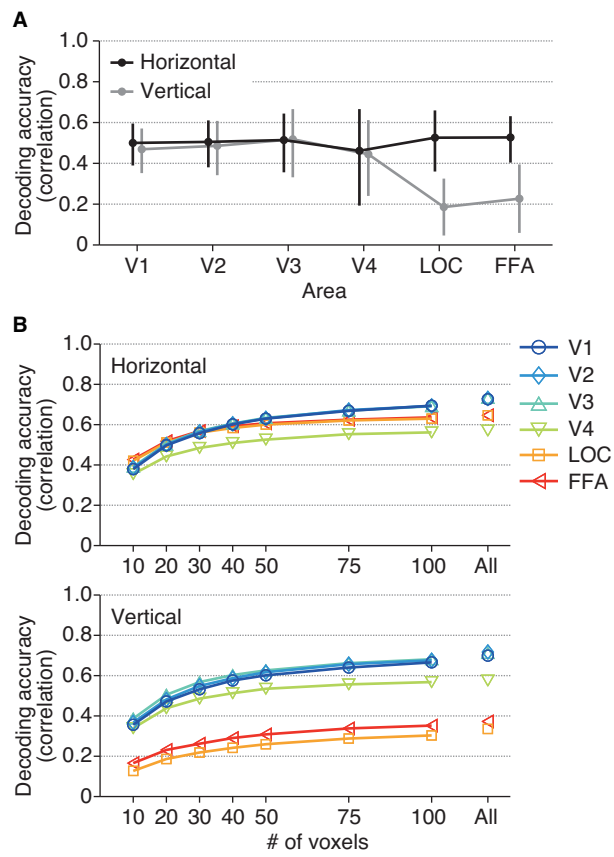 A
Decoding accuracy
(correlation)
1.0
0.8
0.6
0.4
0.2
0
Horizontal
Vertical
V1 V2 V3 V4 LOC FFA
Area
B
Decoding accuracy
(correlation)
1.0
0.8
0.6
0.4
0.2
0
Horizontal
10 20 30 40 50 75 100 All
V1
V2
V3
V4
LOC
FFA
Decoding accuracy
(correlation)
1.0
0.8
0.6
0.4
0.2
0
Vertical
10 20 30 40 50 75 100 All
# of voxels